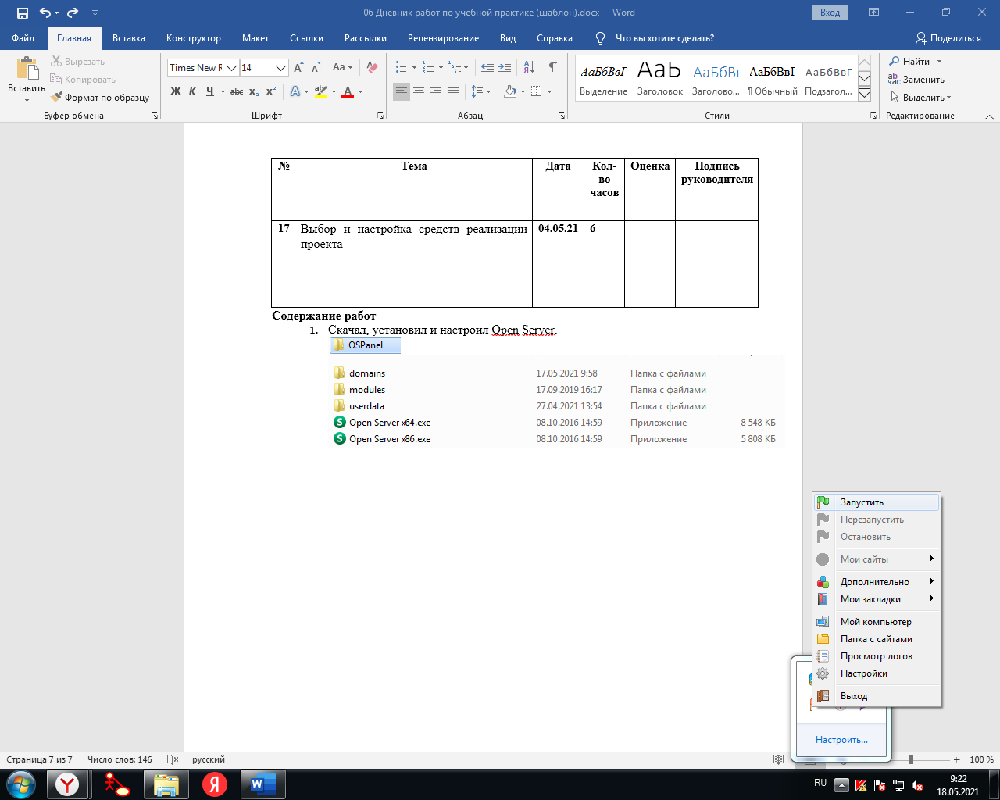 06 Дневник работ по учебной практике (шаблон).docx - Word
Вход
Файл Главная Вставка Конструктор Макет Ссылки Рассылки Рецензирование Вид Справка Что вы хотите сделать? Поделиться
Вставить
Вырезать
Копировать
Формат по образцу
Буфер обмена
Times New R 14
Шрифт
Абзац
АаБбВвІ АаЬ АаБбВı АаБбВвІ АаБбВвГ
Выделение Заголовок Заголово... ¶ Обычный Подзагол...
Стили
Найти
Заменить
Выделить
Редактирование
№ Тема Дата Кол-во часов Оценка Подпись руководителя
17 Выбор и настройка средств реализации проекта 04.05.21 6
Содержание работ
1. Скачал, установил и настроил Open Server.
OSPanel
domains 17.05.2021 9:58 Папка с файлами
modules 17.09.2019 16:17 Папка с файлами
userdata 27.04.2021 13:54 Папка с файлами
Open Server x64.exe 08.10.2016 14:59 Приложение 8 548 КБ
Open Server x86.exe 08.10.2016 14:59 Приложение 5 808 КБ
Запустить
Перезапустить
Остановить
Мои сайты
Дополнительно
Мои закладки
Мой компьютер
Папка с сайтами
Просмотр логов
Настройки
Выход
Настроить...
Страница 7 из 7 Число слов: 146 русский 100 %
RU 9:22
18.05.2021